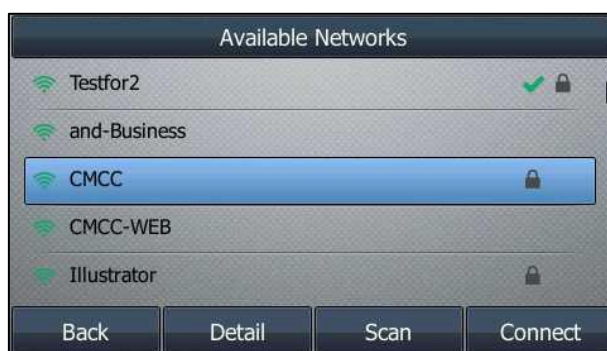 Available Networks
Testfor2
and-Business
CMCC
CMCC-WEB
Illustrator
Back Detail Scan Connect